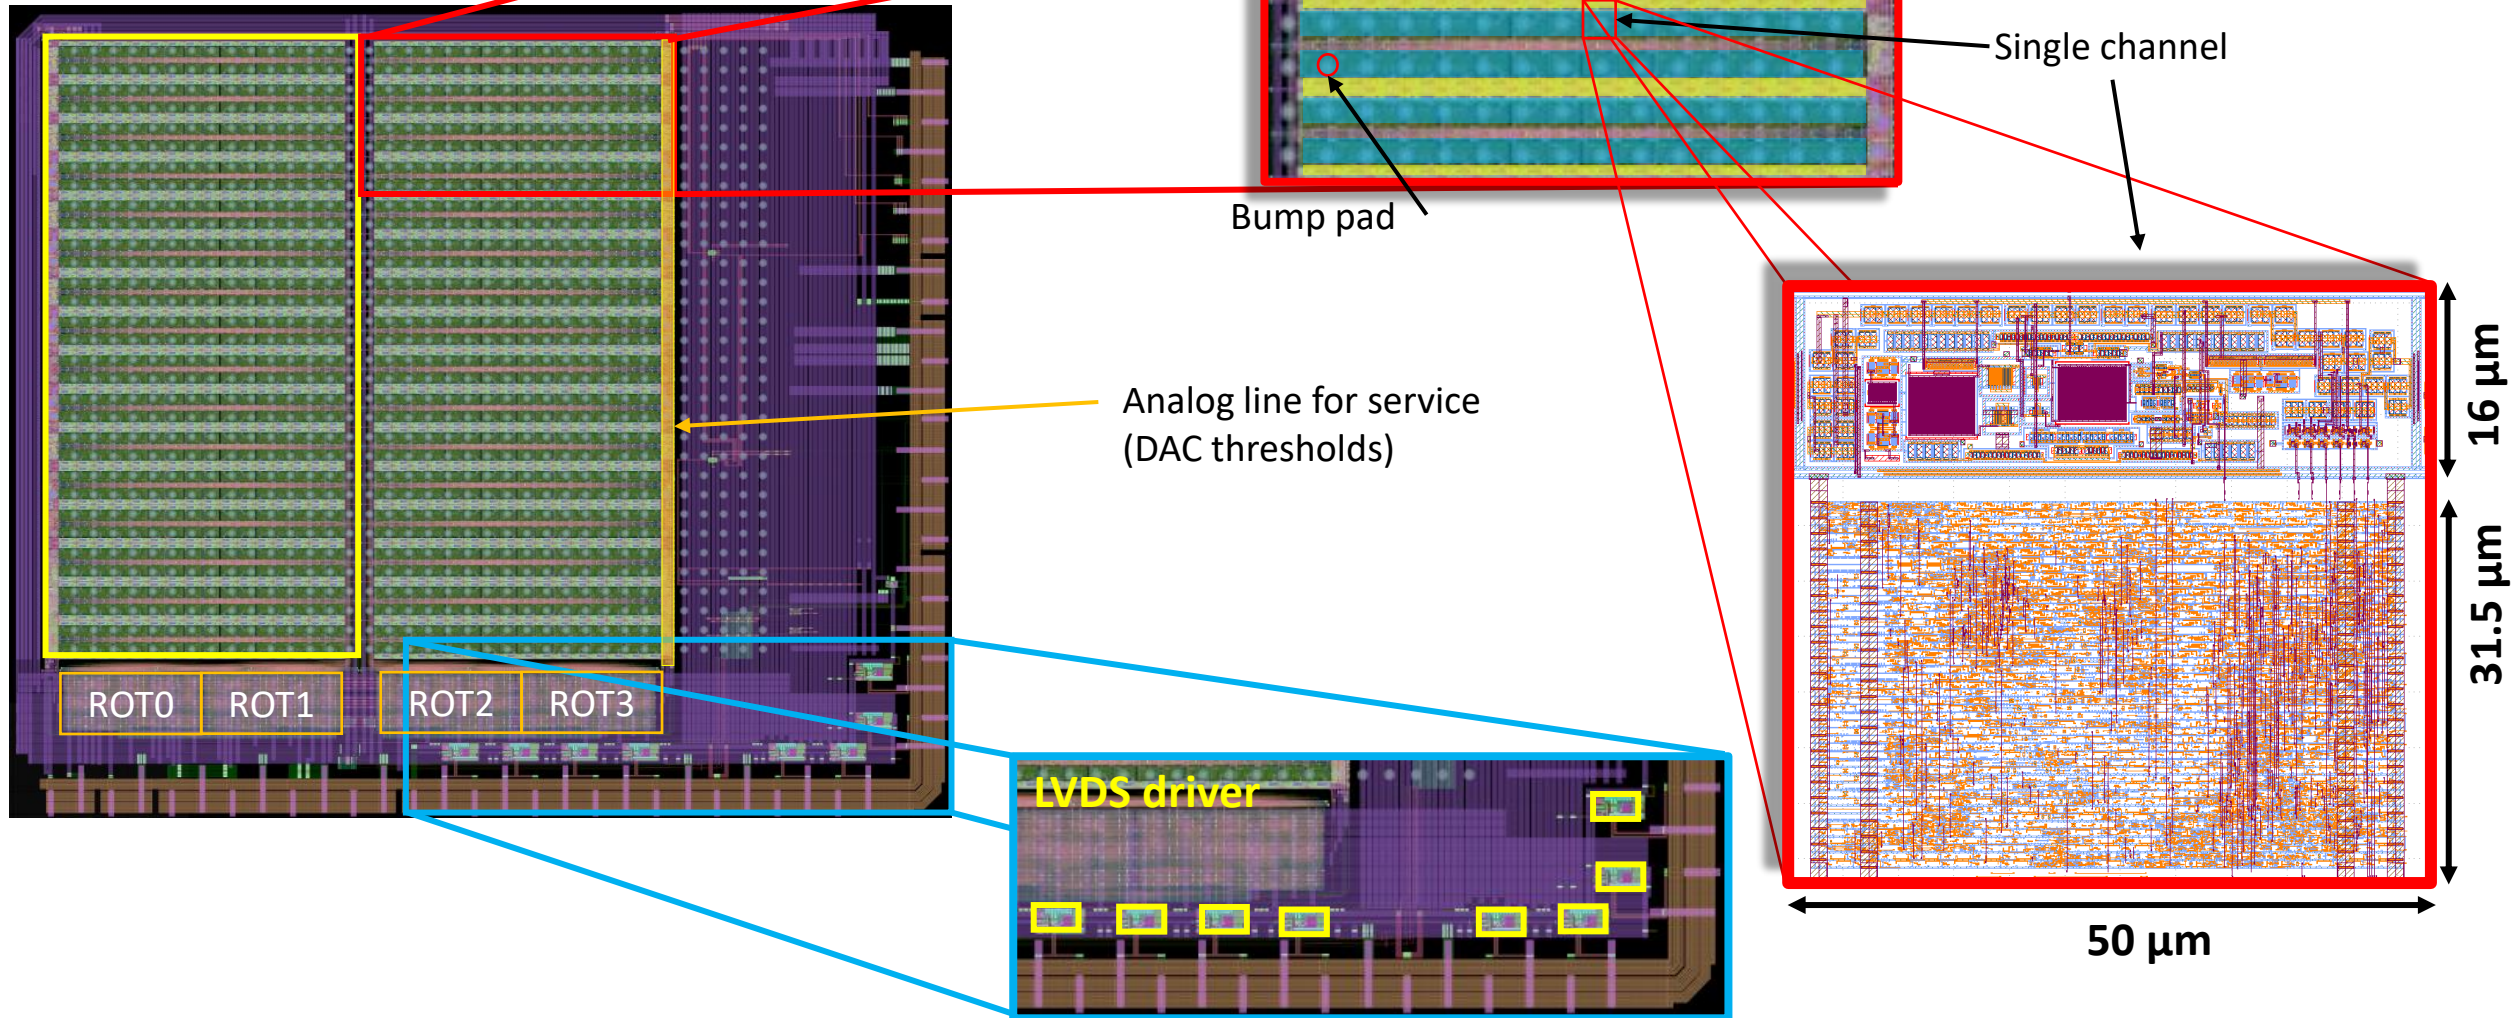 Single channel
Bump pad
Analog line for service
(DAC thresholds)
16 µm
31.5 µm
50 µm
ROT0
ROT1
ROT2
ROT3
LVDS driver